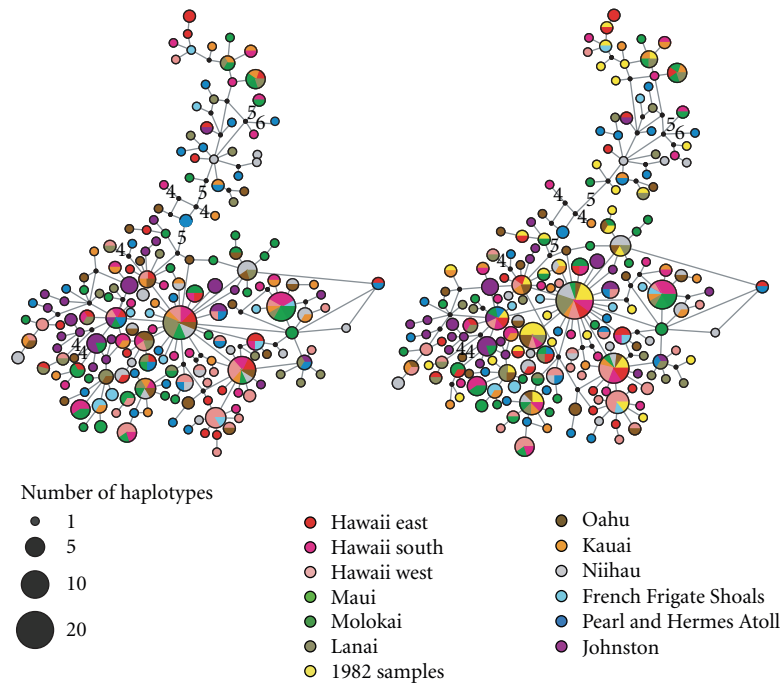 5
6
4
5
4
5
4
4
4
5
6
4
4
5
4
4
4
Number of haplotypes
1
5
10
20
Hawaii east
Hawaii south
Hawaii west
Maui
Molokai
Lanai
1982 samples
Oahu
Kauai
Niihau
French Frigate Shoals
Pearl and Hermes Atoll
Johnston